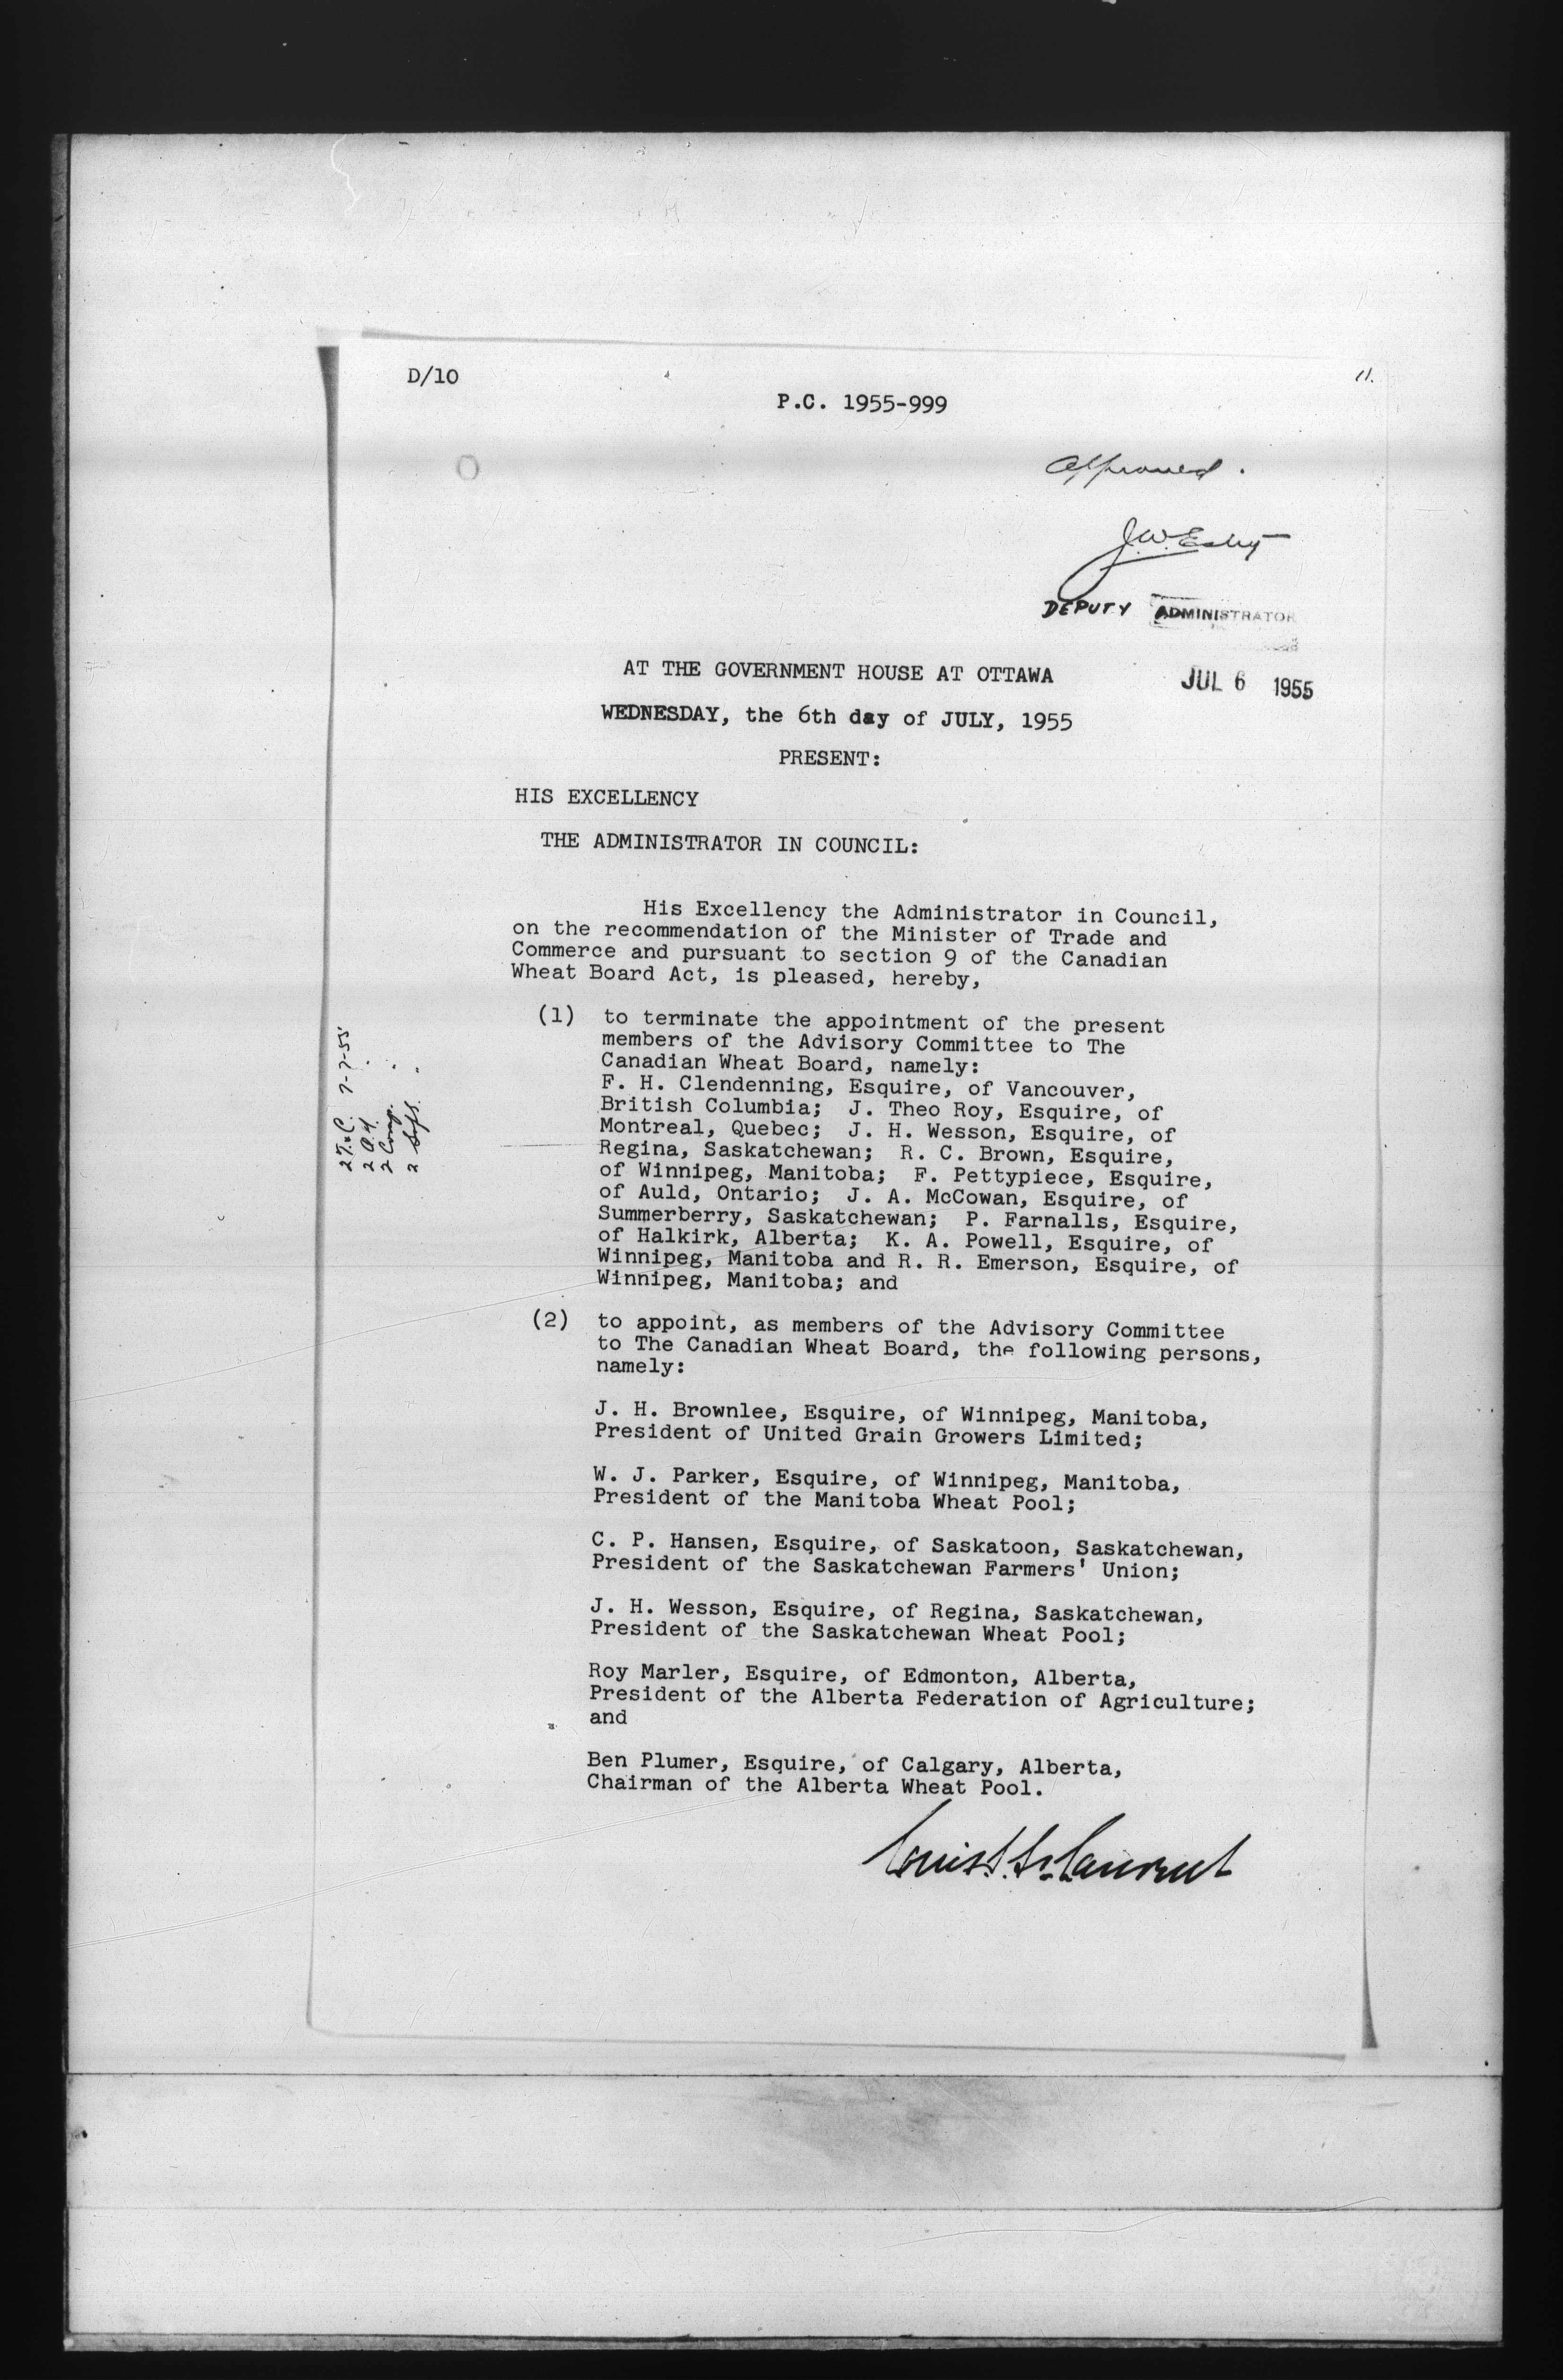 D/10
11.
P.C. 1955-999
Approved.
J.W. Estey
DEPUTY ADMINISTRATOR
AT THE GOVERNMENT HOUSE AT OTTAWA
JUL 6 1955
WEDNESDAY, the 6th day of JULY, 1955
PRESENT:
HIS EXCELLENCY
THE ADMINISTRATOR IN COUNCIL:
His Excellency the Administrator in Council,
on the recommendation of the Minister of Trade and
Commerce and pursuant to section 9 of the Canadian
Wheat Board Act, is pleased, hereby,
(1) to terminate the appointment of the present
members of the Advisory Committee to The
Canadian Wheat Board, namely:
F. H. Clendenning, Esquire, of Vancouver,
British Columbia; J. Theo Roy, Esquire, of
Montreal, Quebec; J. H. Wesson, Esquire, of
Regina, Saskatchewan; R. C. Brown, Esquire,
of Winnipeg, Manitoba; F. Pettypiece, Esquire,
of Auld, Ontario; J. A. McCowan, Esquire, of
Summerberry, Saskatchewan; P. Farnalls, Esquire,
of Halkirk, Alberta; K. A. Powell, Esquire, of
Winnipeg, Manitoba and R. R. Emerson, Esquire, of
Winnipeg, Manitoba; and
2 T.&C. 7-7-55
2 Comp.
(2) to appoint, as members of the Advisory Committee
to The Canadian Wheat Board, the following persons,
namely:
J. H. Brownlee, Esquire, of Winnipeg, Manitoba,
President of United Grain Growers Limited;
W. J. Parker, Esquire, of Winnipeg, Manitoba,
President of the Manitoba Wheat Pool;
C. P. Hansen, Esquire, of Saskatoon, Saskatchewan,
President of the Saskatchewan Farmers' Union;
J. H. Wesson, Esquire, of Regina, Saskatchewan,
President of the Saskatchewan Wheat Pool;
Roy Marler, Esquire, of Edmonton, Alberta,
President of the Alberta Federation of Agriculture;
and
Ben Plumer, Esquire, of Calgary, Alberta,
Chairman of the Alberta Wheat Pool.
Louis S. St. Laurent